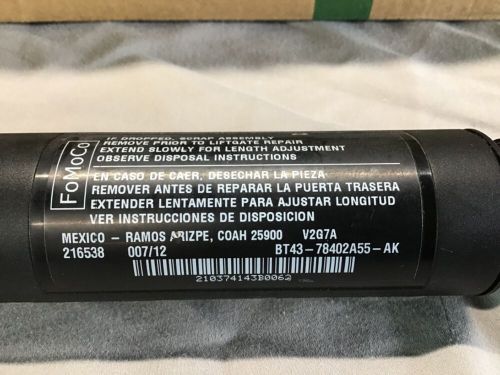 FoMoCo
IF DROPPED, SCRAP ASSEMBLY
REMOVE PRIOR TO LIFTGATE REPAIR
EXTEND SLOWLY FOR LENGTH ADJUSTMENT
OBSERVE DISPOSAL INSTRUCTIONS
EN CASO DE CAER, DESECHAR LA PIEZA
REMOVER ANTES DE REPARAR LA PUERTA TRASERA
EXTENDER LENTAMENTE PARA AJUSTAR LONGITUD
VER INSTRUCCIONES DE DISPOSICION
MEXICO - RAMOS ARIZPE, COAH 25900 V2G7A
216538 007/12 BT43-78402A55-AK
210374143B0062